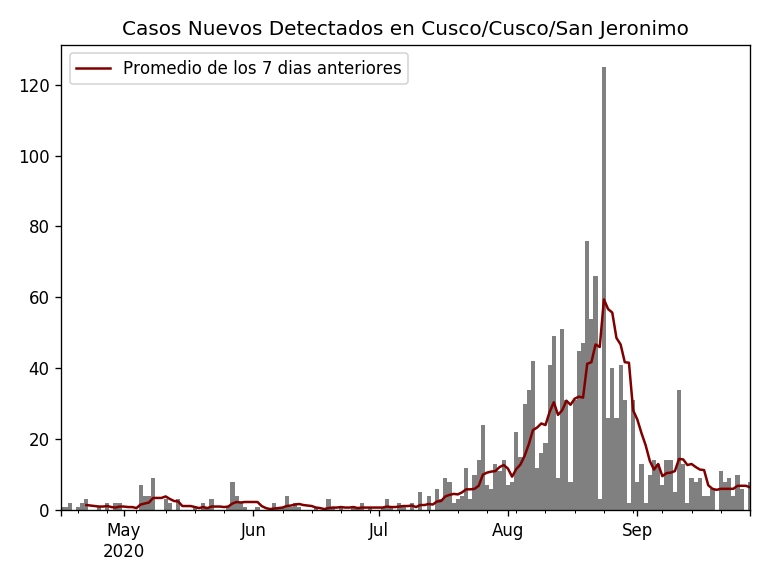 Casos Nuevos Detectados en Cusco/Cusco/San Jeronimo
Promedio de los 7 dias anteriores
120
100
80
60
40
20
0
May Jun Jul Aug Sep
2020